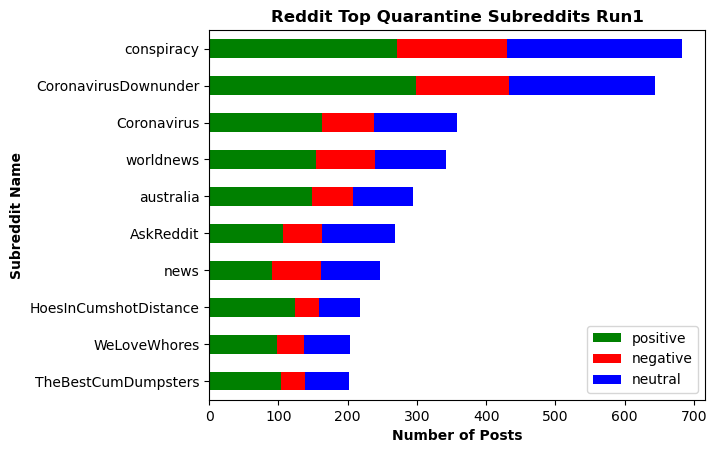 Reddit Top Quarantine Subreddits Run1
conspiracy
CoronavirusDownunder
Coronavirus
worldnews
australia
AskReddit
news
HoesInCumshotDistance
WeLoveWhores
TheBestCumDumpsters
Subreddit Name
positive
negative
neutral
0 100 200 300 400 500 600 700
Number of Posts